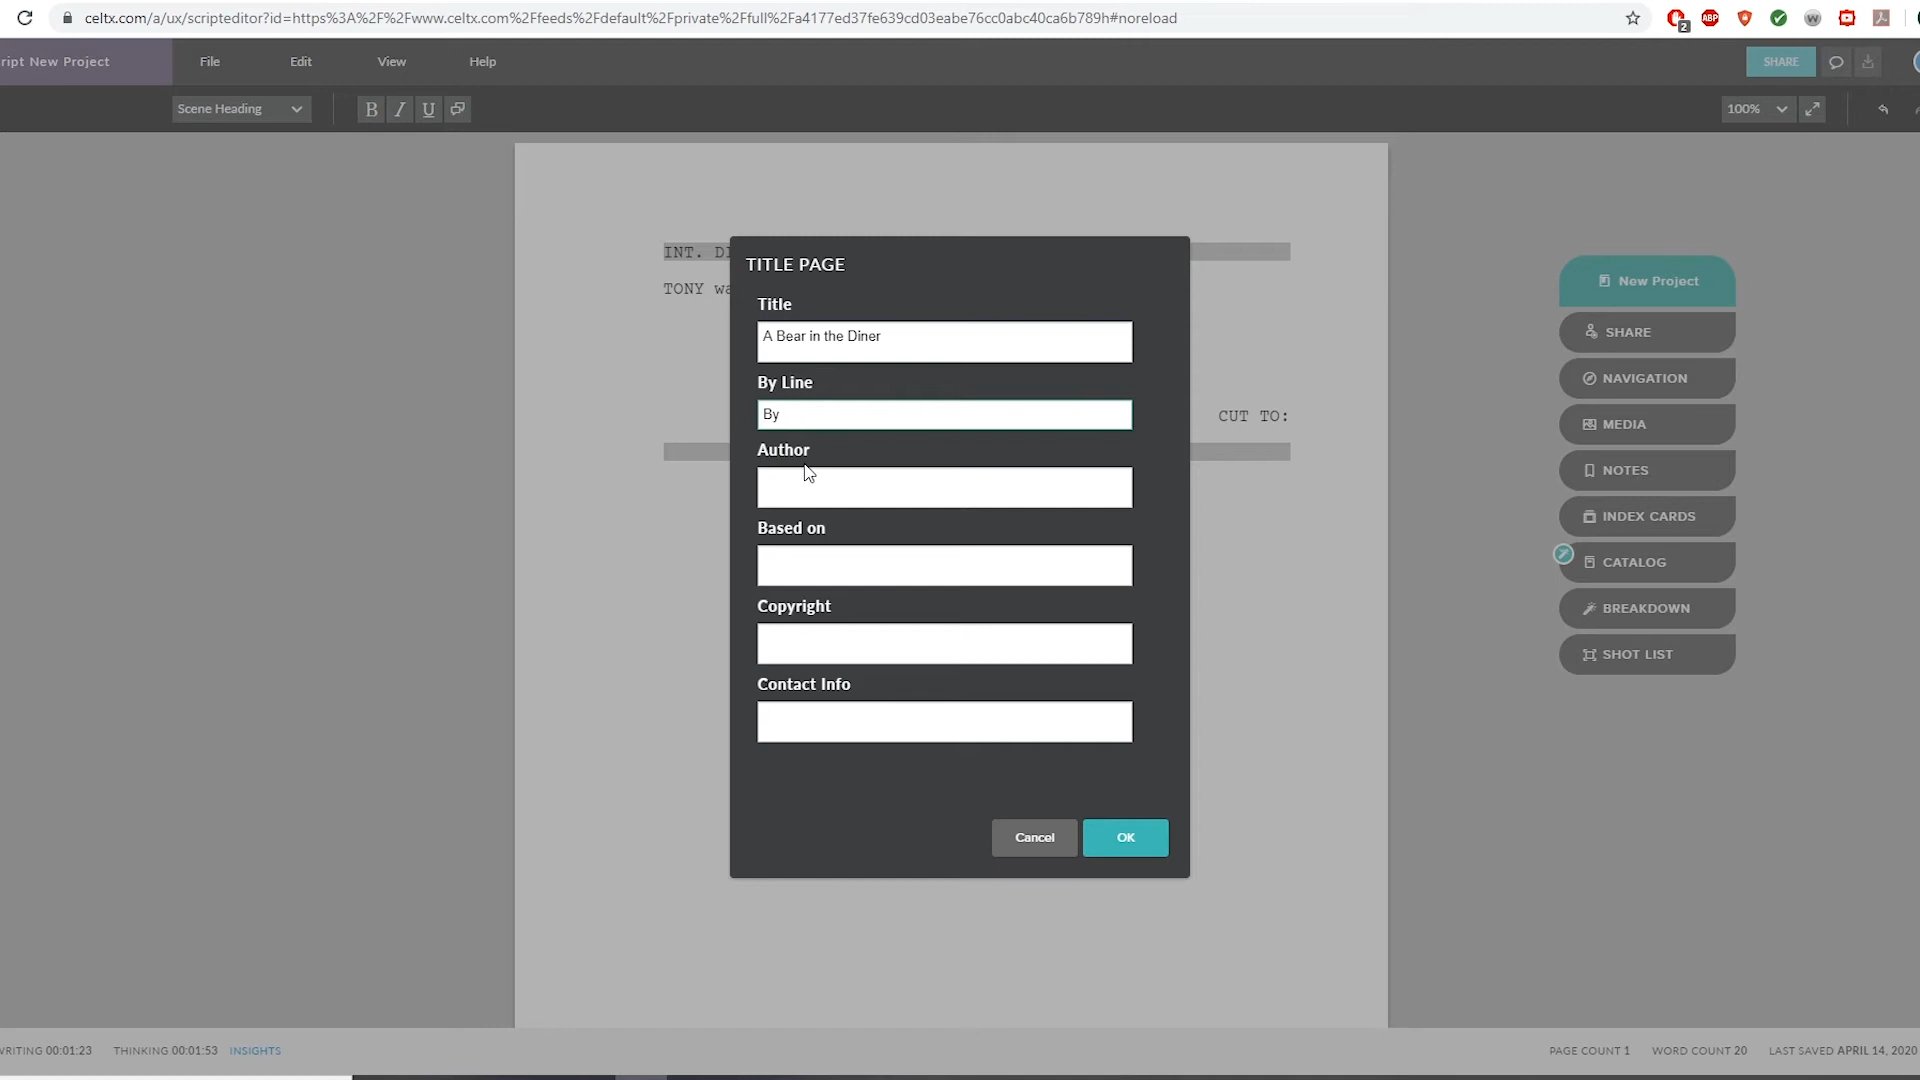 celtx.com/a/ux/scripteditor?id=https%3A%2F%2Fwww.celtx.com%2Ffeeds%2Fdefault%2Fprivate%2Ffull%2Fa4177ed37fe639cd03eabe76cc0abc40ca6b789h#noreload
2 ABP W
ript New Project File Edit View Help SHARE
Scene Heading B I U 100%
INT. DI
TONY wa
CUT TO:
TITLE PAGE
Title
A Bear in the Diner
By Line
By
Author
Based on
Copyright
Contact Info
Cancel OK
New Project
SHARE
NAVIGATION
MEDIA
NOTES
INDEX CARDS
CATALOG
BREAKDOWN
SHOT LIST
WRITING 00:01:23 THINKING 00:01:53 INSIGHTS PAGE COUNT 1 WORD COUNT 20 LAST SAVED APRIL 14, 2020